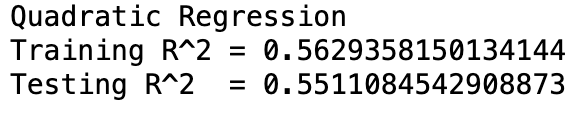 Quadratic Regression
Training R^2 = 0.5629358150134144
Testing R^2  = 0.5511084542908873